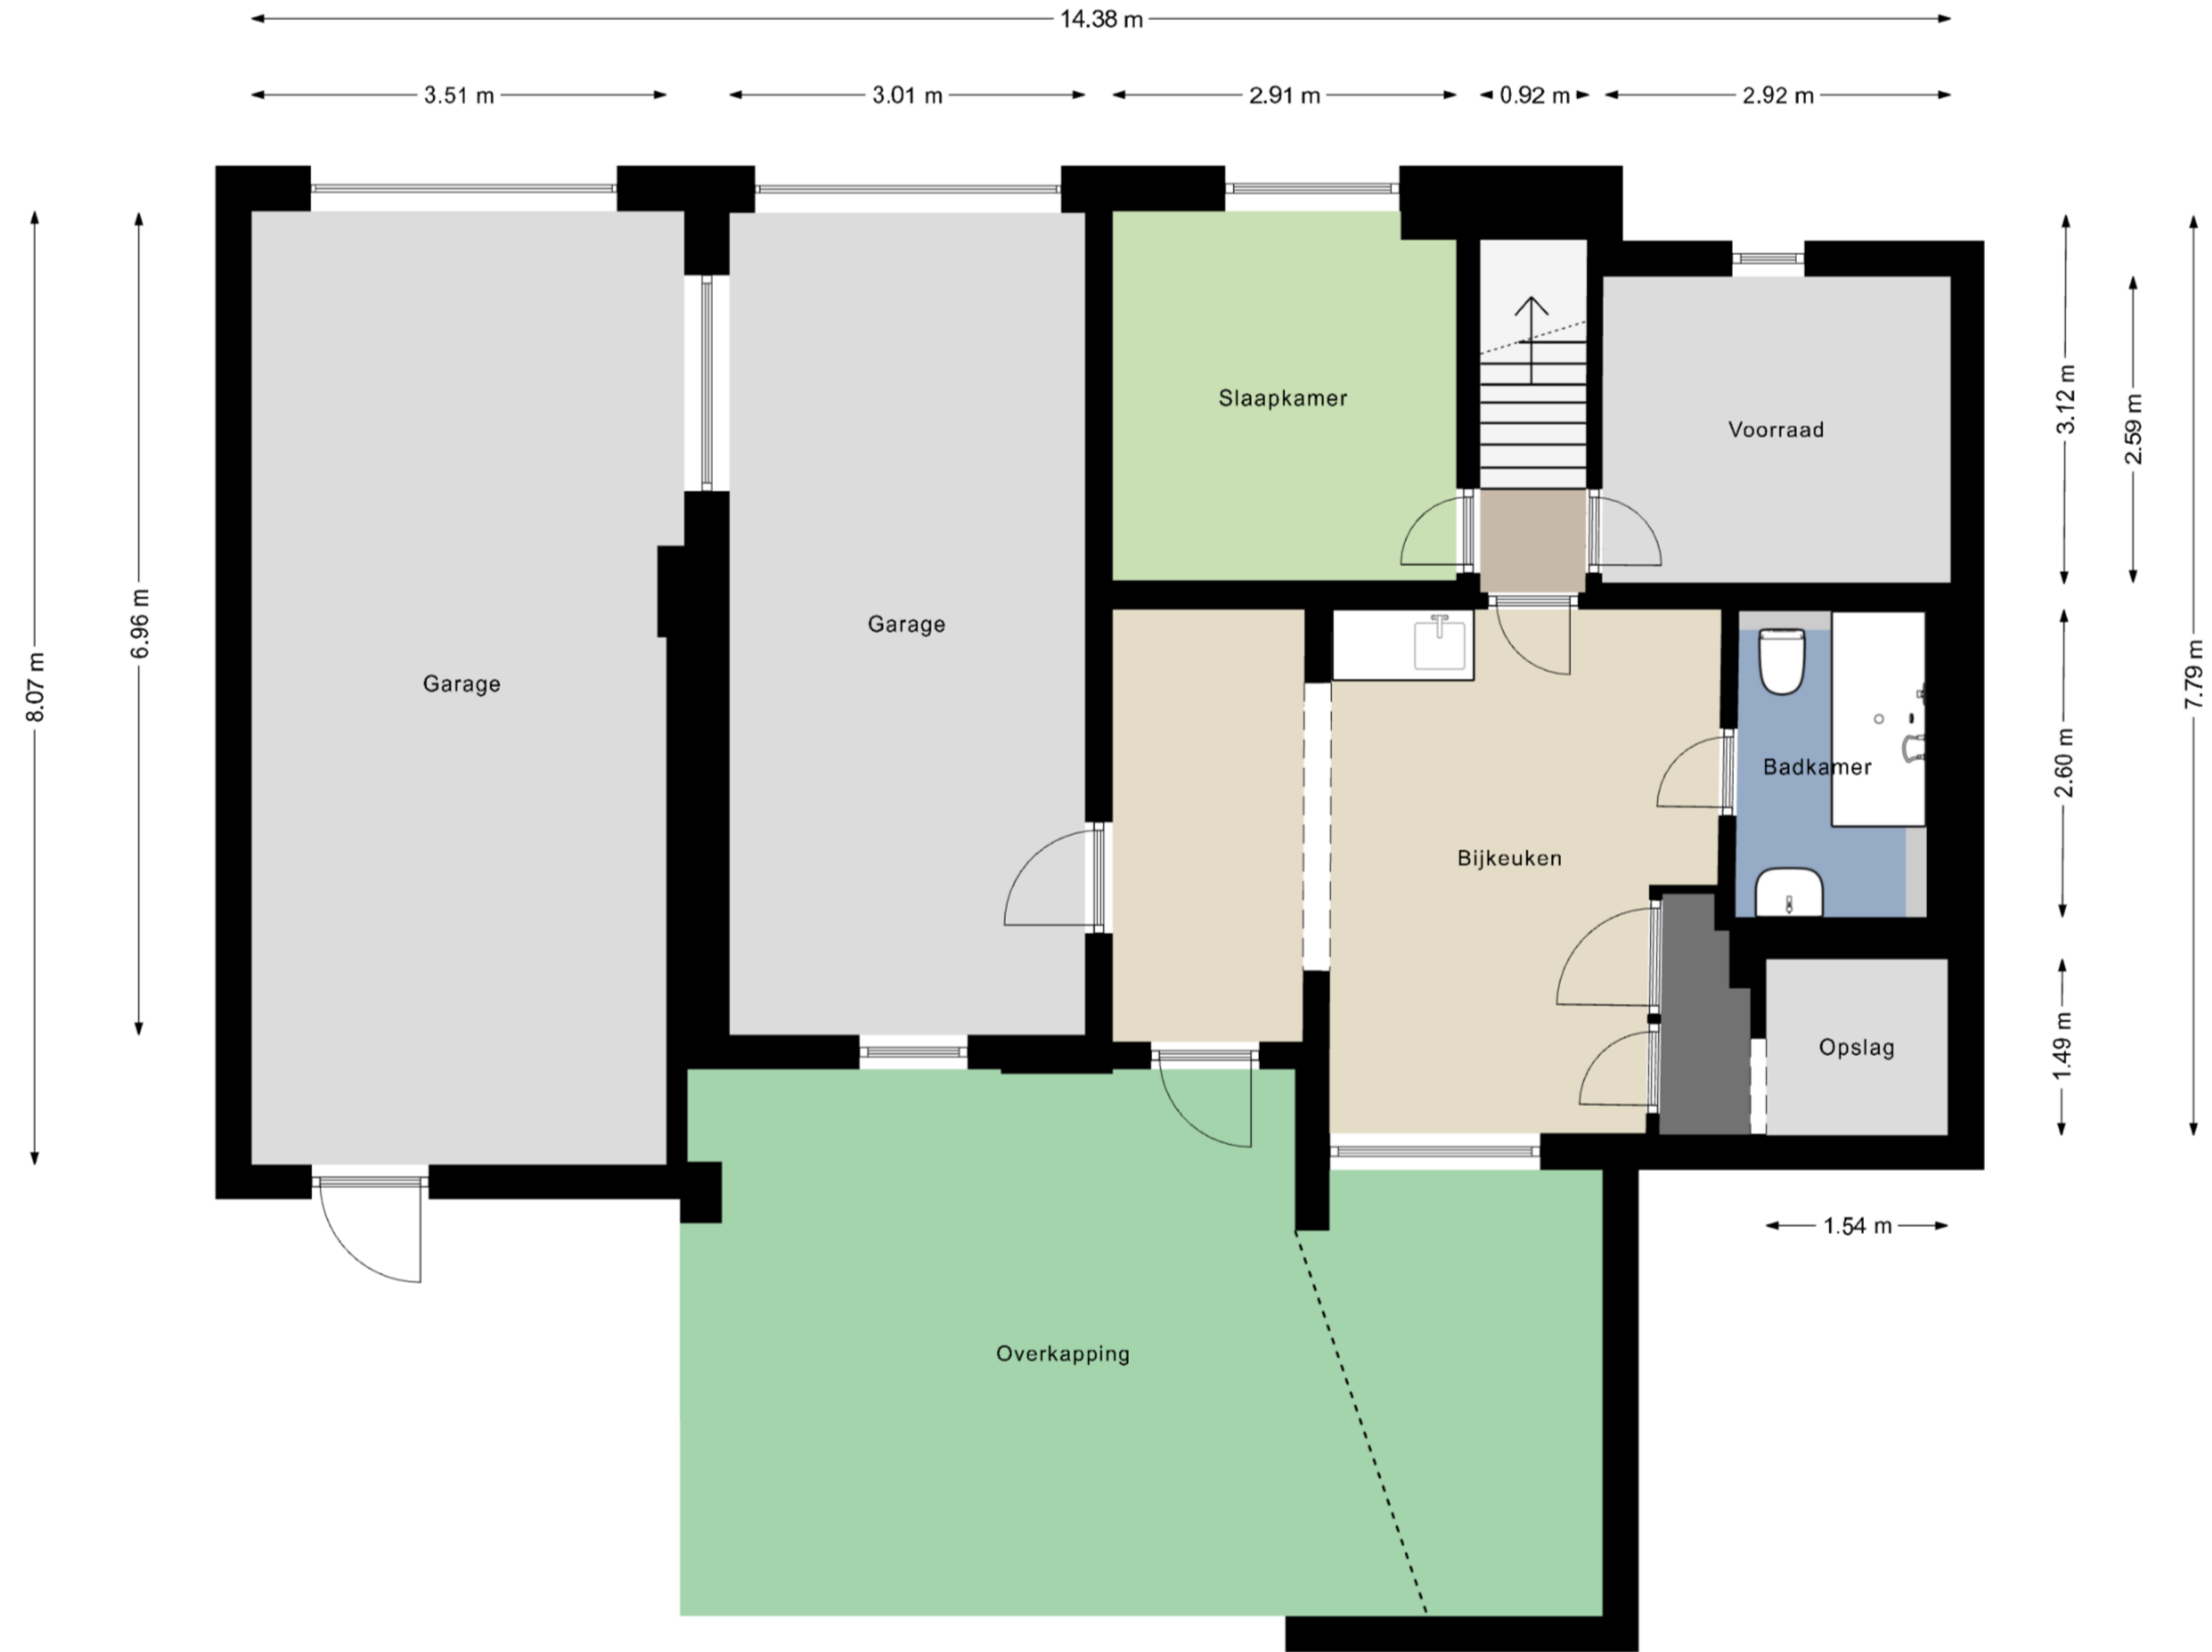 14.38 m
3.51 m
3.01 m
2.91 m
0.92 m
2.92 m
8.07 m
6.96 m
3.12 m
2.59 m
7.79 m
Slaapkamer
Voorraad
Garage
Garage
Badkamer
2.60 m
Bijkeuken
Opslag
1.49 m
1.54 m
Overkapping